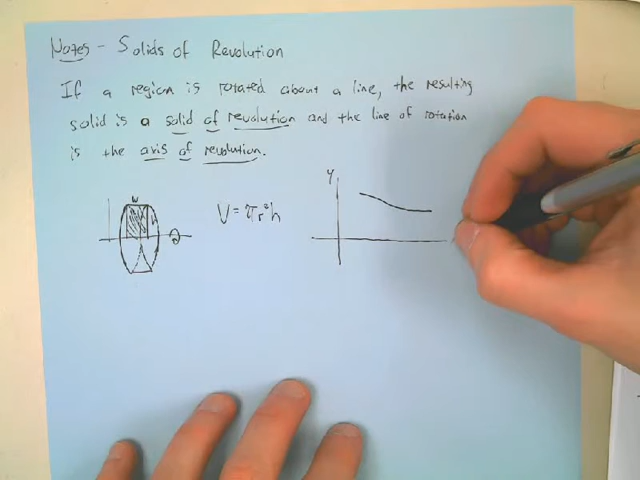 Notes - Solids of Revolution
If a region is rotated about a line, the resulting
solid is a solid of revolution and the line of rotation
is the axis of revolution.
V = πr²h
y